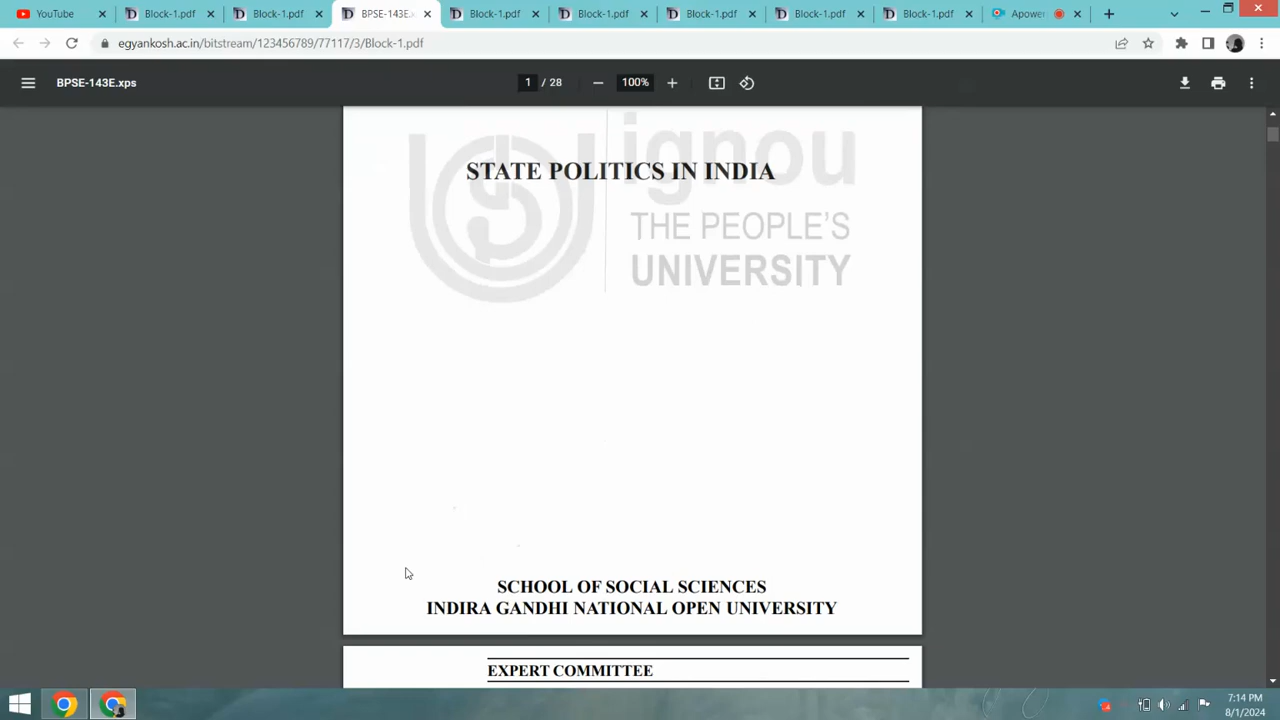 YouTube
Block-1.pdf
Block-1.pdf
BPSE-143E.x
Block-1.pdf
Block-1.pdf
Block-1.pdf
Block-1.pdf
Block-1.pdf
Apower
egyankosh.ac.in/bitstream/123456789/77117/3/Block-1.pdf
BPSE-143E.xps
1 / 28
100%
ignou
STATE POLITICS IN INDIA
THE PEOPLE'S
UNIVERSITY
SCHOOL OF SOCIAL SCIENCES
INDIRA GANDHI NATIONAL OPEN UNIVERSITY
EXPERT COMMITTEE
7:14 PM
8/1/2024